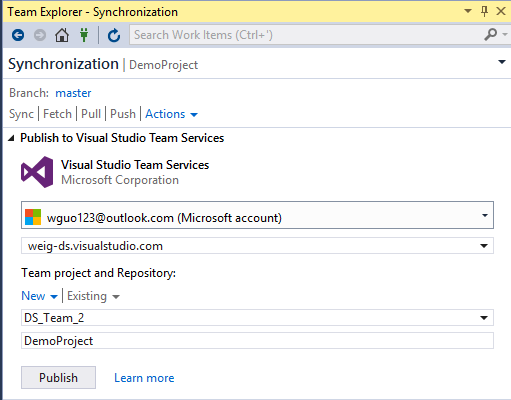 Team Explorer - Synchronization
Search Work Items (Ctrl+')
Synchronization | DemoProject
Branch: master
Sync | Fetch | Pull | Push | Actions
Publish to Visual Studio Team Services
Visual Studio Team Services
Microsoft Corporation
wguo123@outlook.com (Microsoft account)
weig-ds.visualstudio.com
Team project and Repository:
New | Existing
DS_Team_2
DemoProject
Publish Learn more